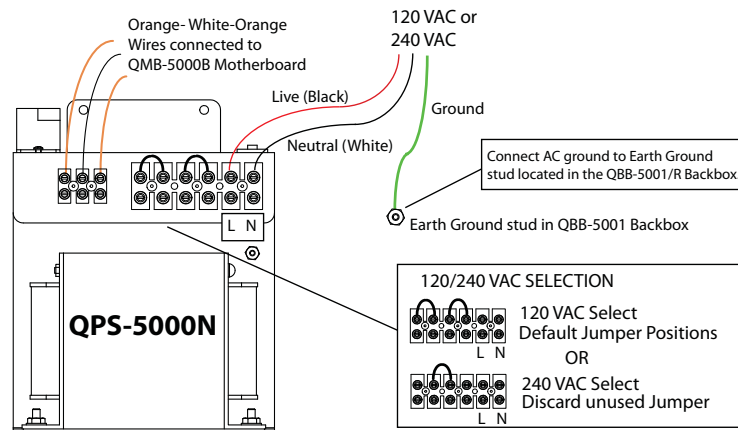 Orange- White-Orange
Wires connected to
QMB-5000B Motherboard
120 VAC or
240 VAC
Live (Black)
Ground
Neutral (White)
Connect AC ground to Earth Ground
stud located in the QBB-5001/R Backbox
L N
Earth Ground stud in QBB-5001 Backbox
QPS-5000N
120/240 VAC SELECTION
120 VAC Select
Default Jumper Positions
L N
OR
240 VAC Select
Discard unused Jumper
L N